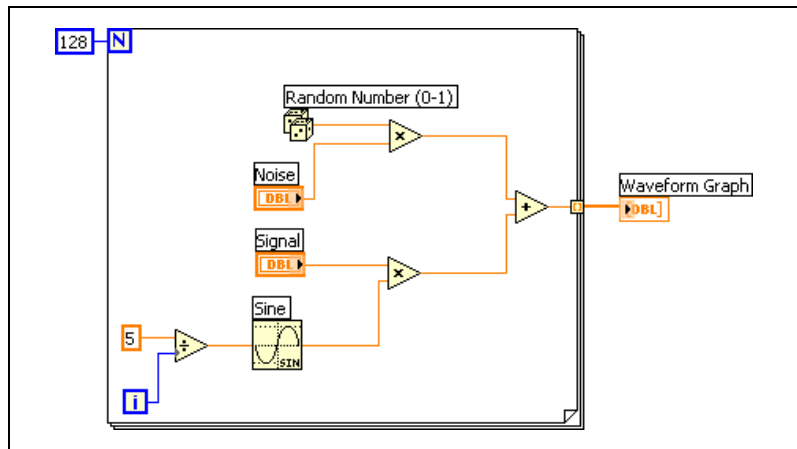 128 N
Random Number (0-1)
×
Noise
DBL
Waveform Graph
DBL]
+
Signal
DBL
×
Sine
SIN
5
÷
i